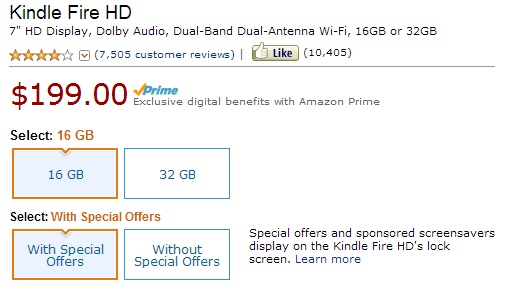 Kindle Fire HD
7" HD Display, Dolby Audio, Dual-Band Dual-Antenna Wi-Fi, 16GB or 32GB
(7,505 customer reviews) | Like (10,405)
$199.00 Prime
Exclusive digital benefits with Amazon Prime
Select: 16 GB
16 GB 32 GB
Select: With Special Offers
With Special Offers
Without Special Offers
Special offers and sponsored screensavers
display on the Kindle Fire HD's lock
screen. Learn more